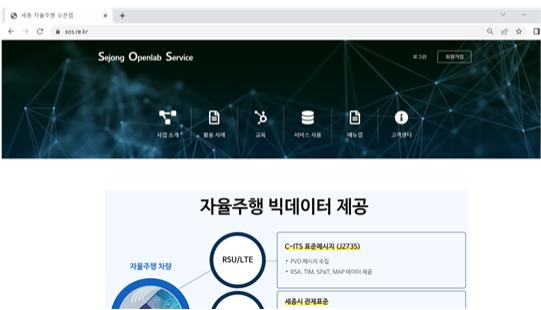 세종 자율주행 오픈랩
sos.re.kr
Sejong Openlab Service
로그인
회원가입
사업 소개
활용 사례
교육
서비스 사용
매뉴얼
고객센터
자율주행 빅데이터 제공
자율주행 차량
RSU/LTE
C-ITS 표준메시지 (J2735)
• PVD 메시지 수집
• RSA, TIM, SPaT, MAP 데이터 제공
세종시 관제표준